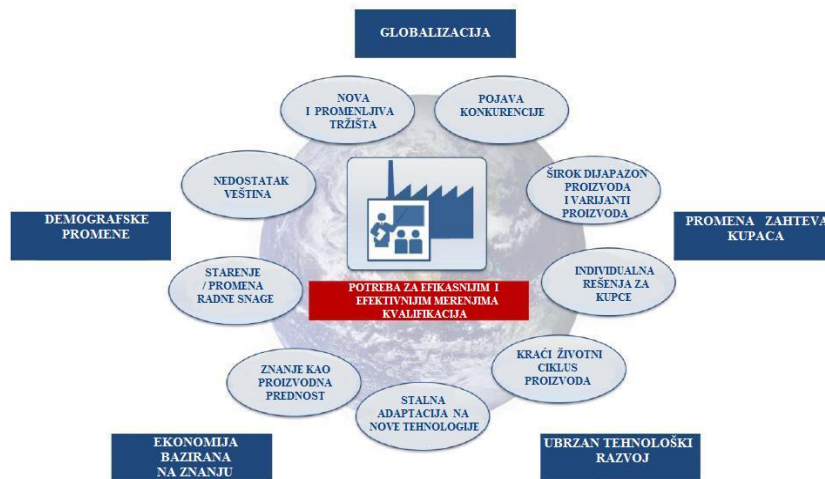 GLOBALIZACIJA
NOVA
I PROMENLJIVA
TRŽIŠTA
POJAVA
KONKURENCIJE
NEDOSTATAK
VEŠTINA
ŠIROK DIJAPAZON
PROIZVODA
I VARIJANTI
PROIZVODA
DEMOGRAFSKE
PROMENE
PROMENA ZAHTEVA
KUPACA
STARENJE
/ PROMENA
RADNE SNAGE
POTREBA ZA EFIKASNIJIM I
EFEKTIVNIJIM MERENJIMA
KVALIFIKACIJA
INDIVIDUALNA
REŠENJA ZA
KUPCE
ZNANJE KAO
PROIZVODNA
PREDNOST
STALNA
ADAPTACIJA NA
NOVE TEHNOLOGIJE
KRAĆI ŽIVOTNI
CIKLUS
PROIZVODA
EKONOMIJA
BAZIRANA
NA ZNANJU
UBRZAN TEHNOLOŠKI
RAZVOJ